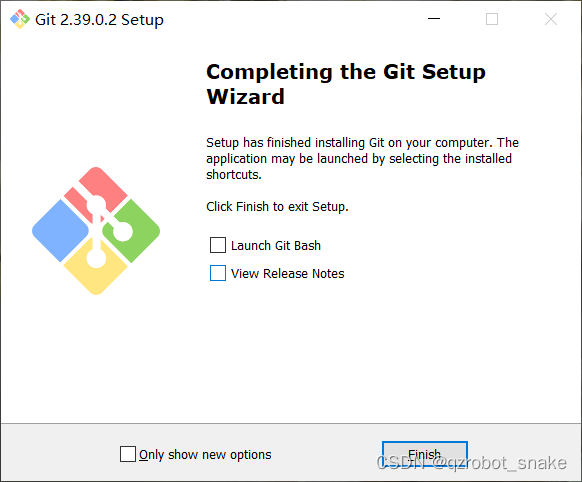 Git 2.39.0.2 Setup
Completing the Git Setup
Wizard
Setup has finished installing Git on your computer. The
application may be launched by selecting the installed
shortcuts.
Click Finish to exit Setup.
Launch Git Bash
View Release Notes
Only show new options
Finish
CSDN @qzrobot_snake